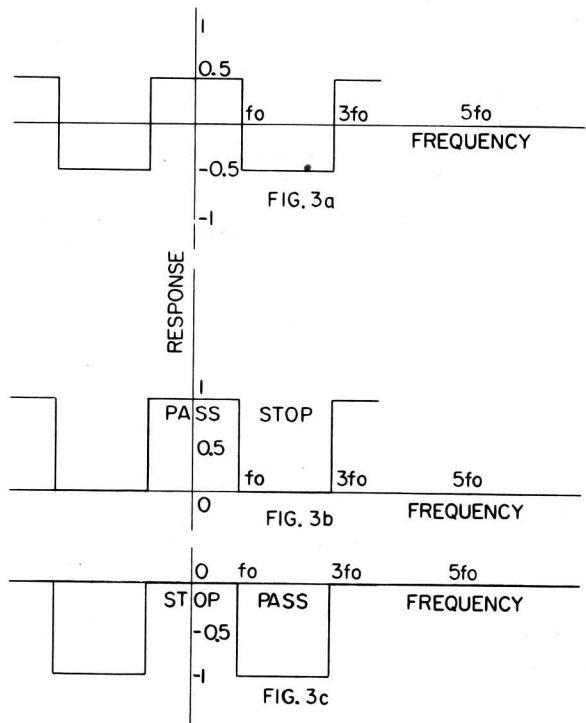 1
0.5
fo 3fo 5fo
FREQUENCY
-0.5
FIG. 3a
-1
RESPONSE
1
PASS STOP
0.5
fo 3fo 5fo
0 FREQUENCY
FIG. 3b
0 fo 3fo 5fo
STOP PASS FREQUENCY
-0.5
-1
FIG. 3c